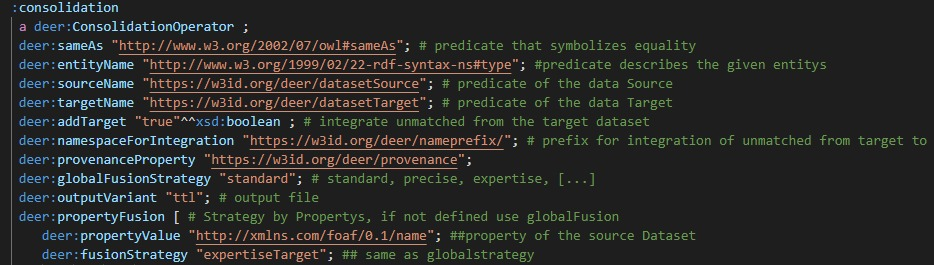 :consolidation
a deer:ConsolidationOperator ;
deer:sameAs "http://www.w3.org/2002/07/owl#sameAs"; # predicate that symbolizes equality
deer:entityName "http://www.w3.org/1999/02/22-rdf-syntax-ns#type"; #predicate describes the given entitys
deer:sourceName "https://w3id.org/deer/datasetSource"; # predicate of the data Source
deer:targetName "https://w3id.org/deer/datasetTarget"; # predicate of the data Target
deer:addTarget "true"^^xsd:boolean ; # integrate unmatched from the target dataset
deer:namespaceForIntegration "https://w3id.org/deer/nameprefix/"; # prefix for integration of unmatched from target to
deer:provenanceProperty "https://w3id.org/deer/provenance";
deer:globalFusionStrategy "standard"; # standard, precise, expertise, [...]
deer:outputVariant "ttl"; # output file
deer:propertyFusion [ # Strategy by Propertys, if not defined use globalFusion
deer:propertyValue "http://xmlns.com/foaf/0.1/name"; ##property of the source Dataset
deer:fusionStrategy "expertiseTarget"; ## same as globalstrategy